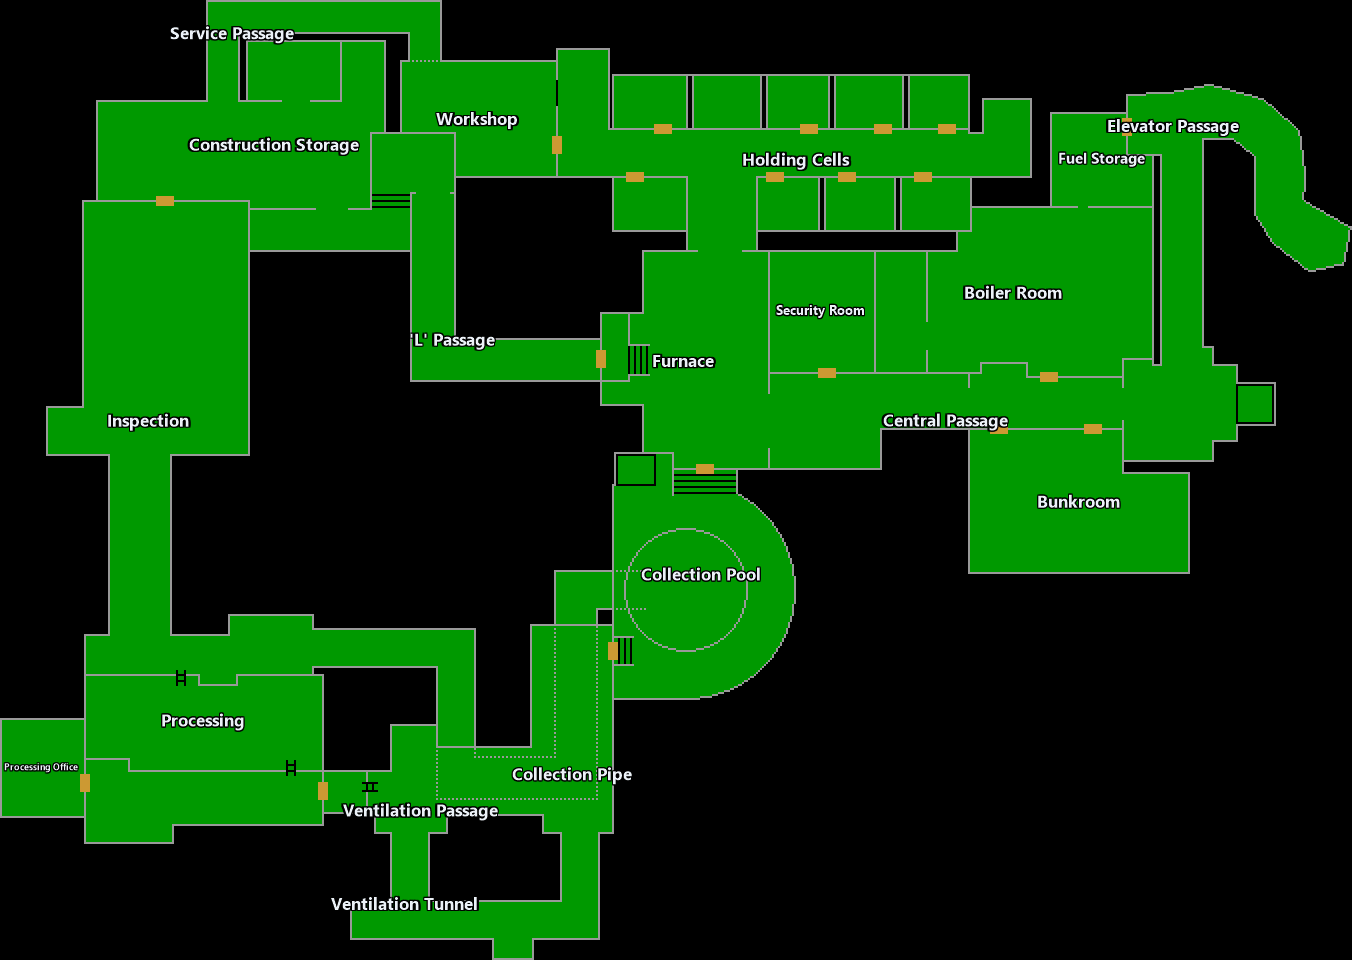 Service Passage
Workshop
Construction Storage
Holding Cells
Elevator Passage
Fuel Storage
Boiler Room
Security Room
'L' Passage
Furnace
Inspection
Central Passage
Bunkroom
Collection Pool
Processing
Processing Office
Collection Pipe
Ventilation Passage
Ventilation Tunnel